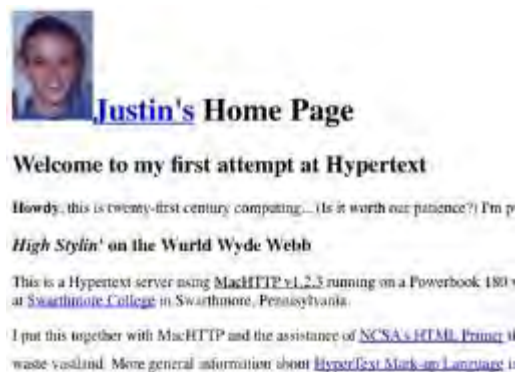 Justin's Home Page
Welcome to my first attempt at Hypertext
Howdy, this is twenty-first century computing... (Is it worth our patience?) I'm p
High Stylin' on the Wurld Wyde Webb
This is a Hypertext server using MacHTTP v1.2.3 running on a Powerbook 180 w
at Swarthmore College in Swarthmore, Pennsylvania.
I put this together with MacHTTP and the assistance of NCSA's HTML Primer th
waste vastland. More general information about HyperText Mark-up Language is